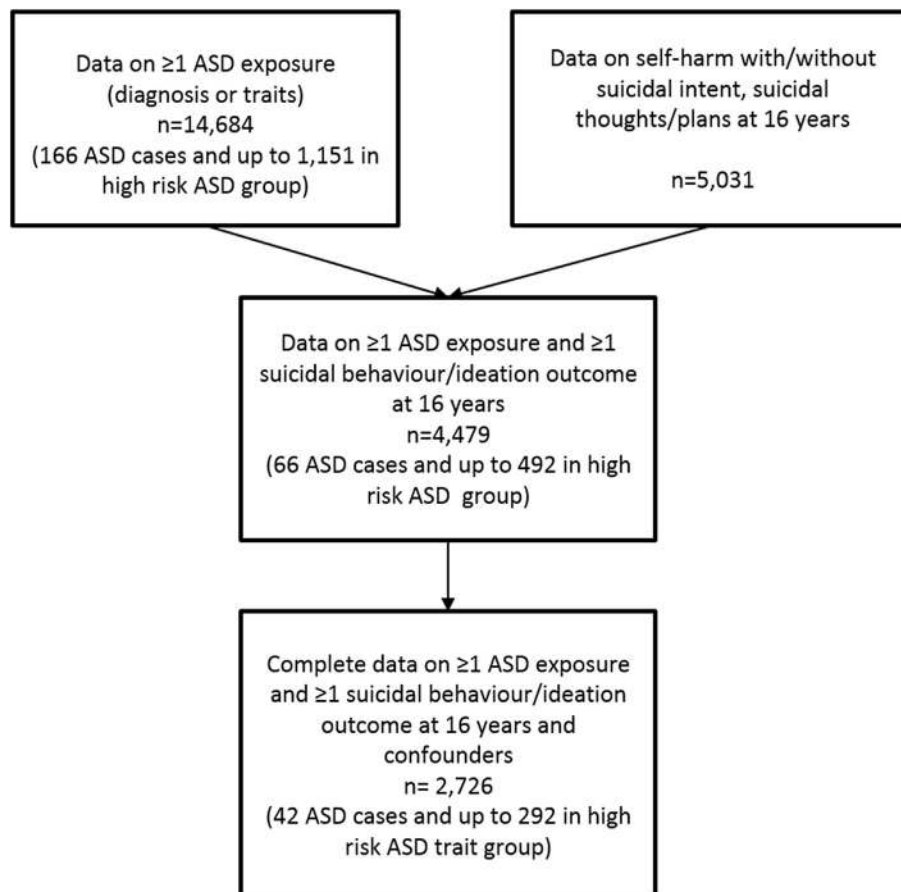 Data on ≥1 ASD exposure
(diagnosis or traits)
n=14,684
(166 ASD cases and up to 1,151 in
high risk ASD group)
Data on self-harm with/without
suicidal intent, suicidal
thoughts/plans at 16 years
n=5,031
Data on ≥1 ASD exposure and ≥1
suicidal behaviour/ideation outcome
at 16 years
n=4,479
(66 ASD cases and up to 492 in high
risk ASD group)
Complete data on ≥1 ASD exposure
and ≥1 suicidal behaviour/ideation
outcome at 16 years and
confounders
n= 2,726
(42 ASD cases and up to 292 in high
risk ASD trait group)